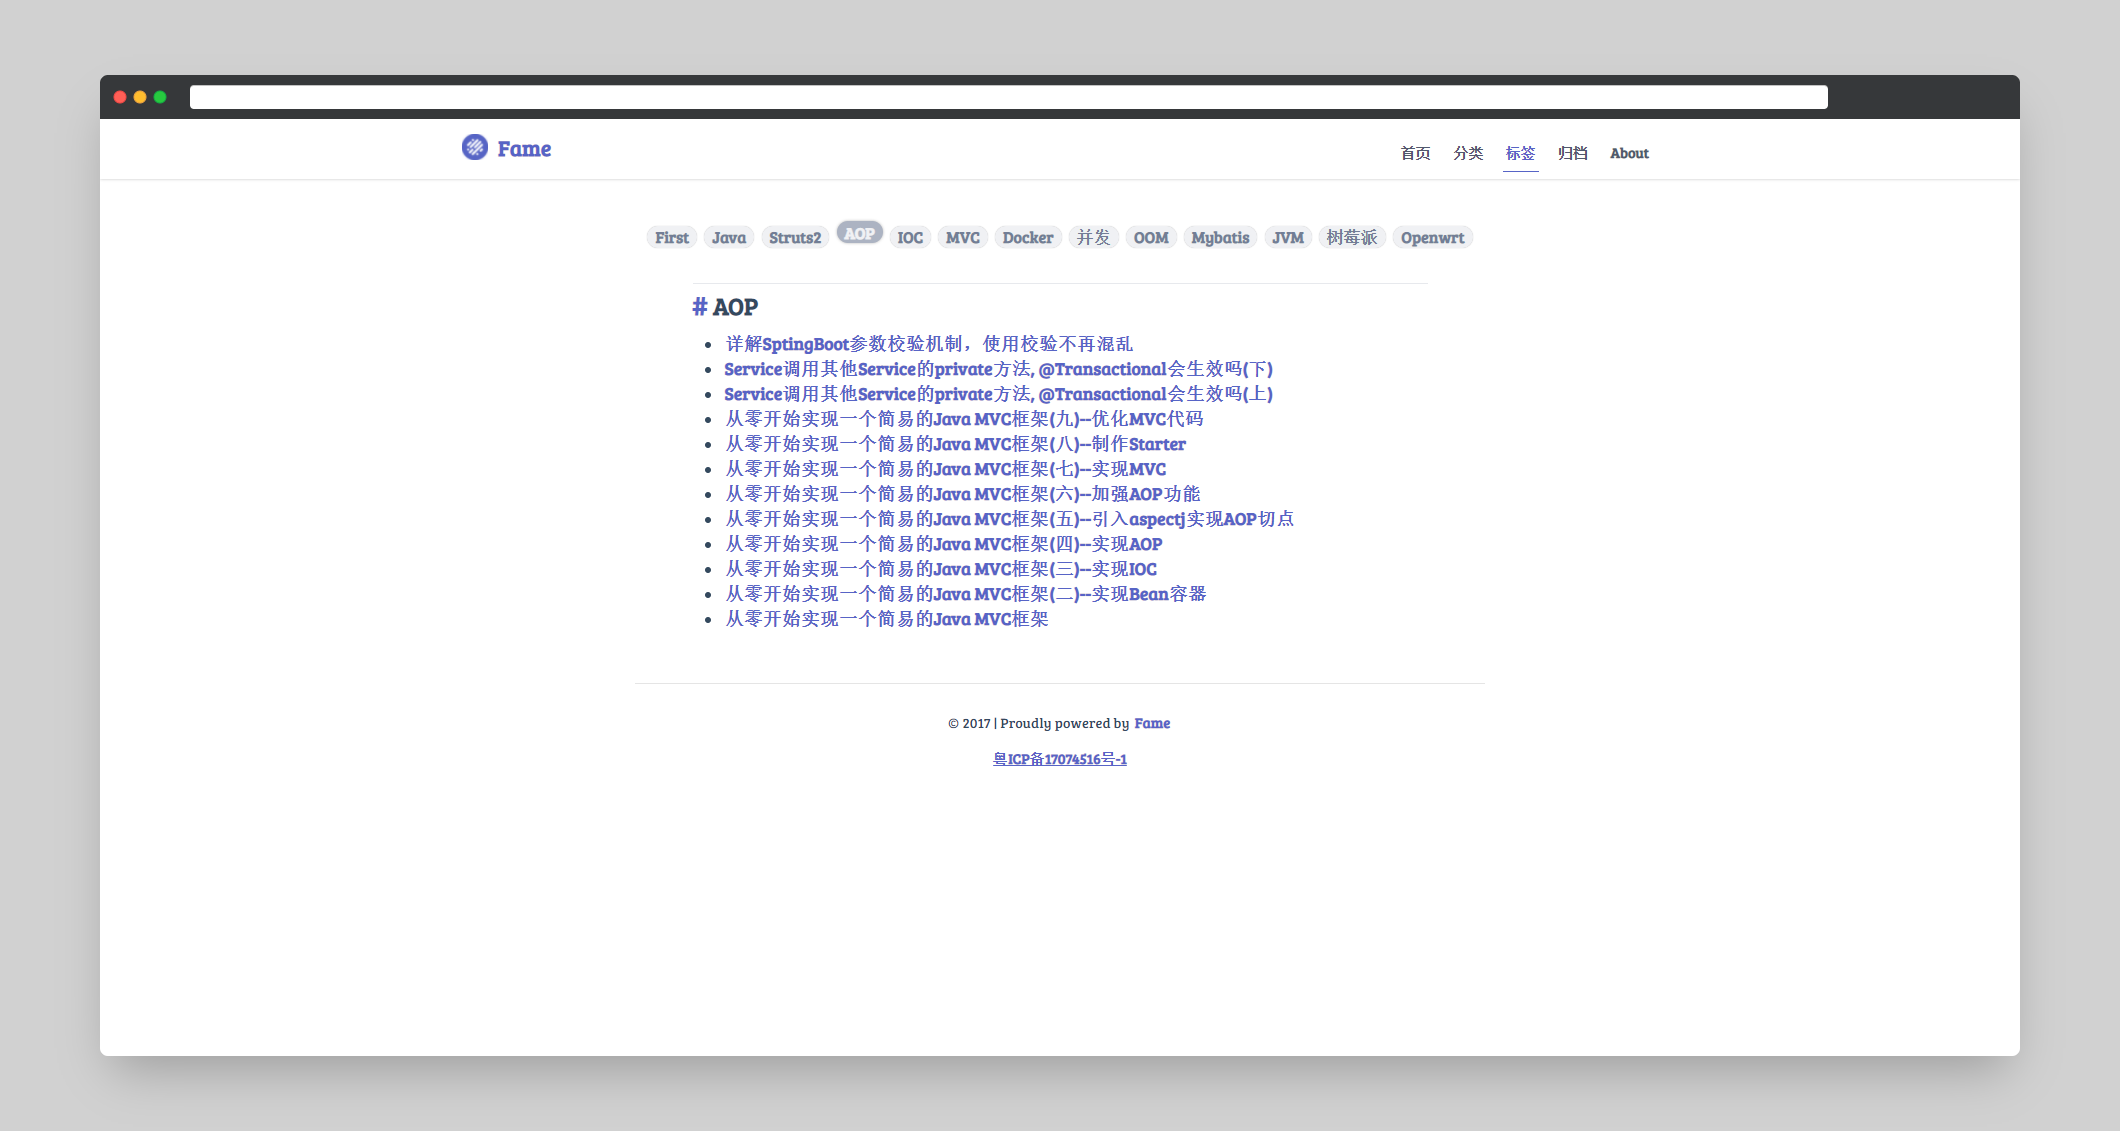 Fame
首页 分类 标签 归档 About
First Java Struts2 AOP IOC MVC Docker 并发 OOM Mybatis JVM 树莓派 Openwrt
# AOP
详解SptingBoot参数校验机制，使用校验不再混乱
Service调用其他Service的private方法, @Transactional会生效吗(下)
Service调用其他Service的private方法, @Transactional会生效吗(上)
从零开始实现一个简易的Java MVC框架(九)--优化MVC代码
从零开始实现一个简易的Java MVC框架(八)--制作Starter
从零开始实现一个简易的Java MVC框架(七)--实现MVC
从零开始实现一个简易的Java MVC框架(六)--加强AOP功能
从零开始实现一个简易的Java MVC框架(五)--引入aspectj实现AOP切点
从零开始实现一个简易的Java MVC框架(四)--实现AOP
从零开始实现一个简易的Java MVC框架(三)--实现IOC
从零开始实现一个简易的Java MVC框架(二)--实现Bean容器
从零开始实现一个简易的Java MVC框架
© 2017 | Proudly powered by Fame
粤ICP备17074516号-1